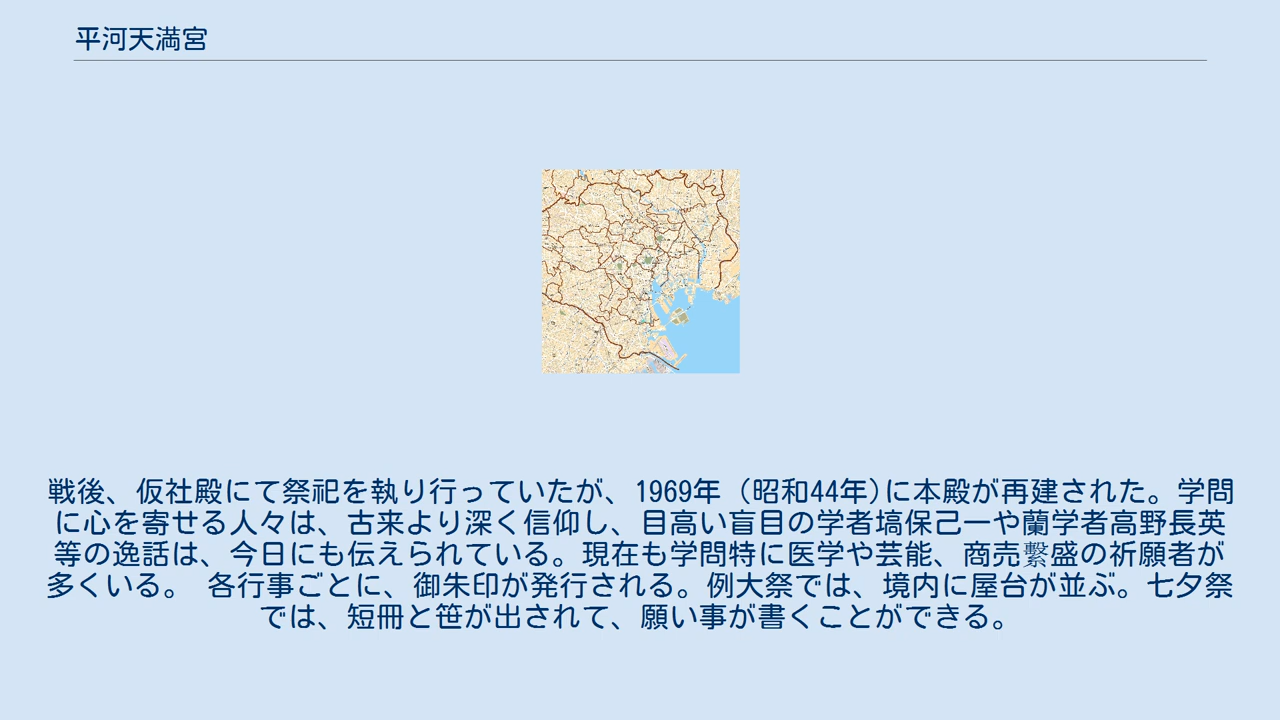 平河天満宮
戦後、仮社殿にて祭祀を執り行っていたが、1969年（昭和44年)に本殿が再建された。学問
に心を寄せる人々は、古来より深く信仰し、目高い盲目の学者塙保己一や蘭学者高野長英
等の逸話は、今日にも伝えられている。現在も学問特に医学や芸能、商売繫盛の祈願者が
多くいる。 各行事ごとに、御朱印が発行される。例大祭では、境内に屋台が並ぶ。七夕祭
では、短冊と笹が出されて、願い事が書くことができる。